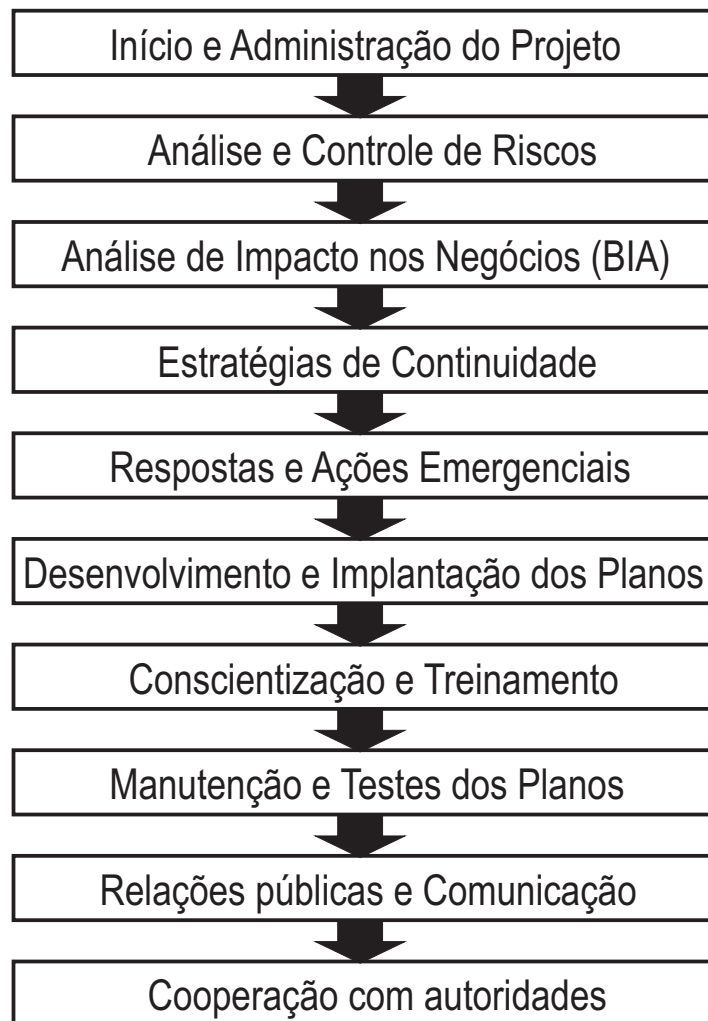 Início e Administração do Projeto
Análise e Controle de Riscos
Análise de Impacto nos Negócios (BIA)
Estratégias de Continuidade
Respostas e Ações Emergenciais
Desenvolvimento e Implantação dos Planos
Conscientização e Treinamento
Manutenção e Testes dos Planos
Relações públicas e Comunicação
Cooperação com autoridades